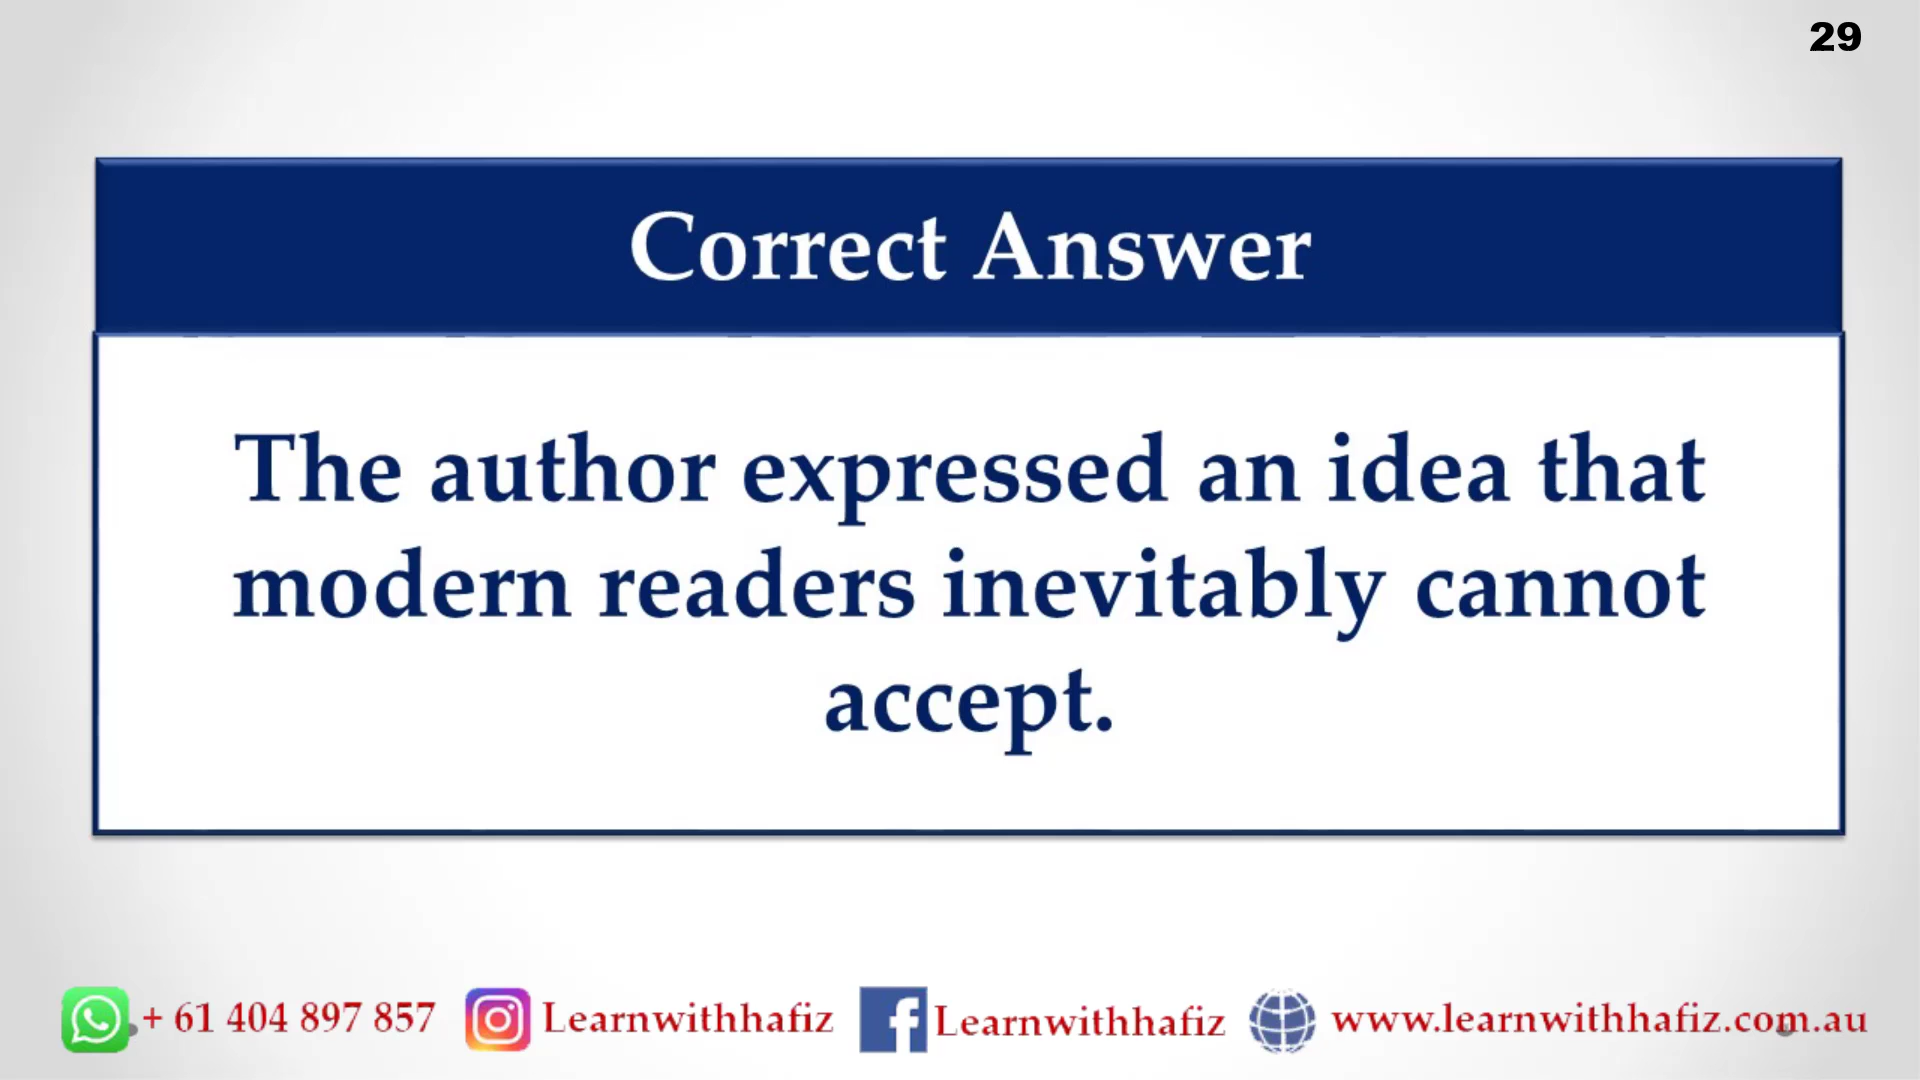 29
Correct Answer
The author expressed an idea that
modern readers inevitably cannot
accept.
+ 61 404 897 857
Learnwithhafiz
Learnwithhafiz
www.learnwithhafiz.com.au